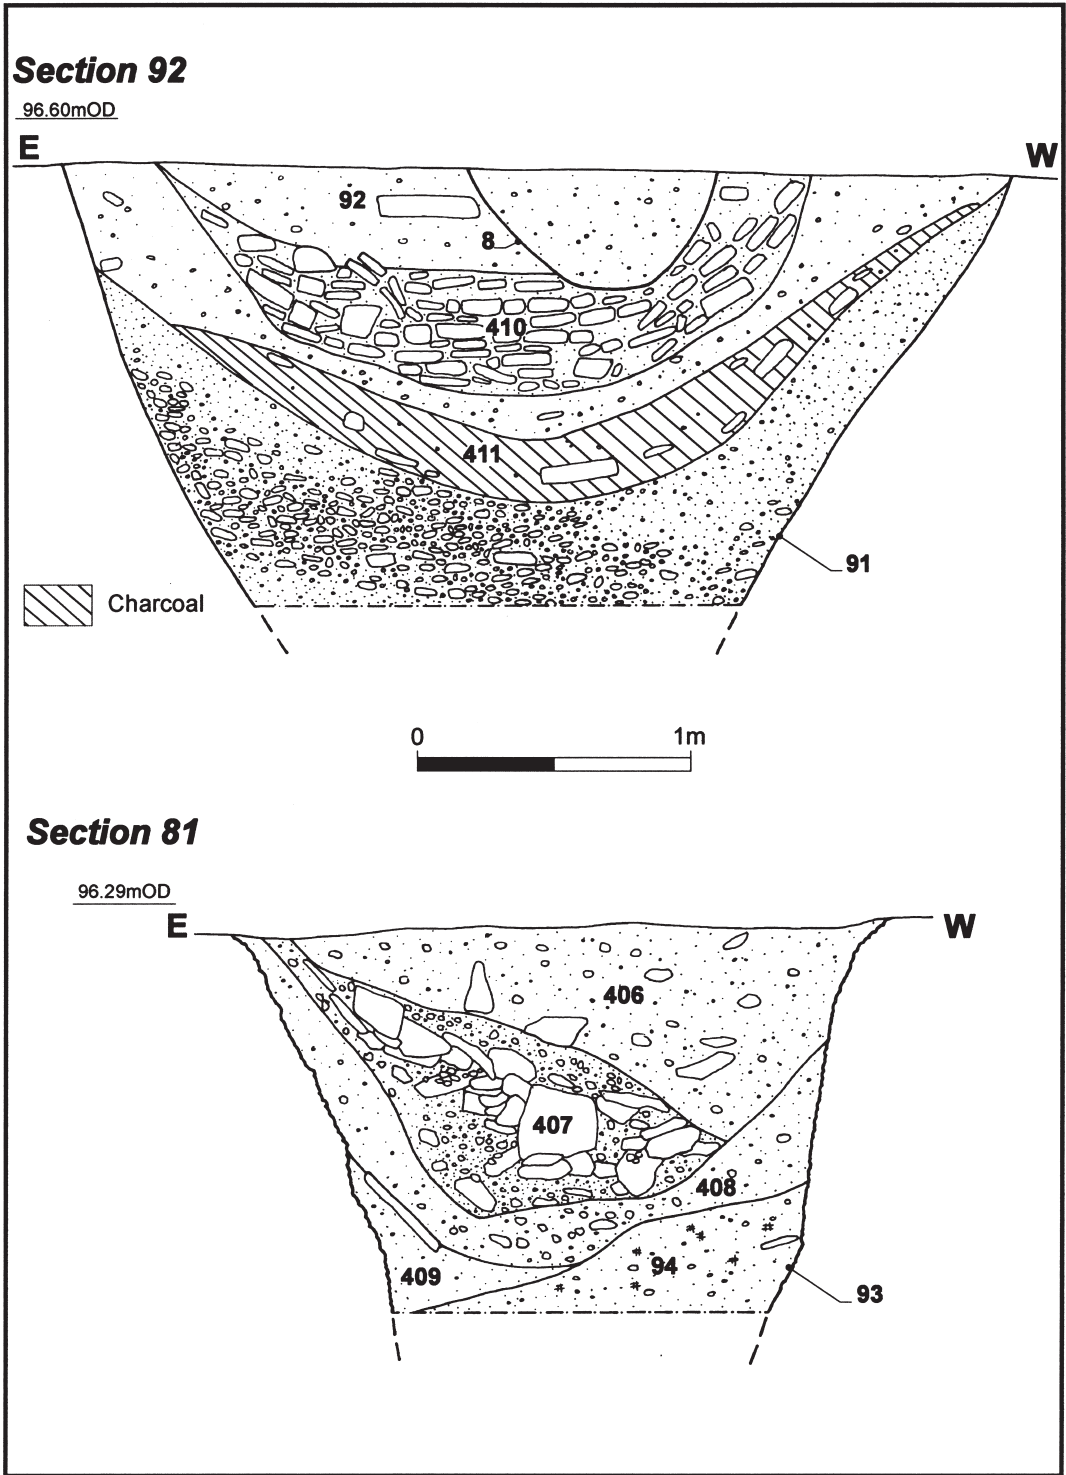 Section 92
96.60mOD
E
W
92
8
410
411
91
Charcoal
0 1m
Section 81
96.29mOD
E
W
406
407
408
94
409
93